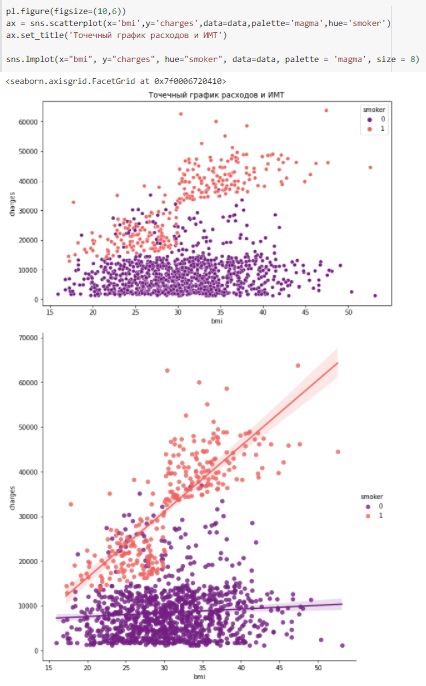 pl.figure(figsize=(10,6))
ax = sns.scatterplot(x='bmi',y='charges',data=data,palette='magma',hue='smoker')
ax.set_title('Точечный график расходов и ИМТ')
sns.lmplot(x="bmi", y="charges", hue="smoker", data=data, palette = 'magma', size = 8)
<seaborn.axisgrid.FacetGrid at 0x7f0006720410>
Точечный график расходов и ИМТ
smoker
0
1
60000
50000
40000
30000
20000
10000
0
charges
20 25 30 35 40 45 50
bmi
70000
60000
50000
40000
30000
20000
10000
0
charges
smoker
0
1
15 20 25 30 35 40 45 50
bmi